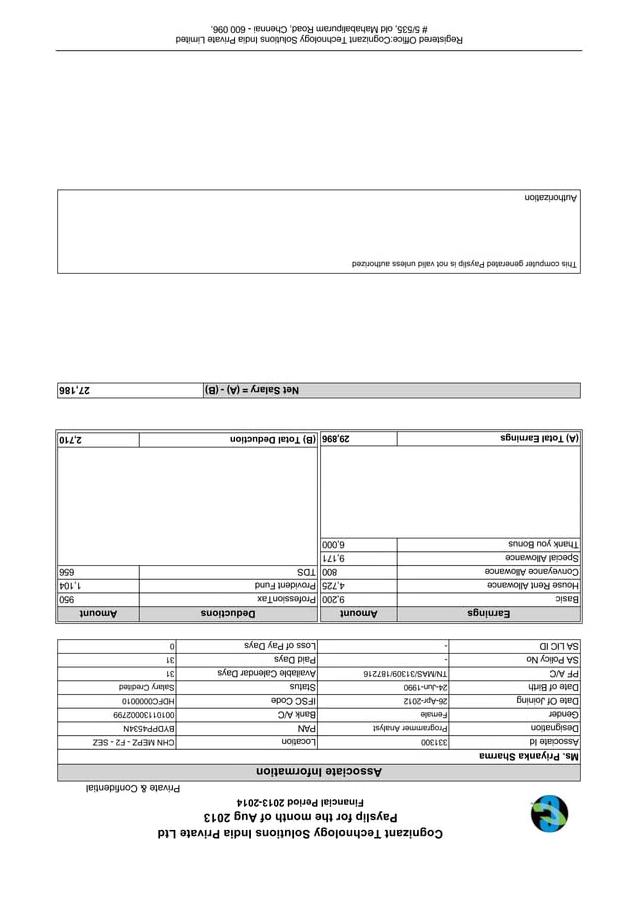 Cognizant Technology Solutions India Private Ltd
Payslip for the month of Aug 2013
Financial Period 2013-2014
Private & Confidential
Associate Information
Ms. Priyanka Sharma
Associate Id 331300 Location CHN MEPZ - F2 - SEZ
Designation Programmer Analyst PAN BYDPP4534N
Gender Female Bank A/C 00101130002799
Date Of Joining 26-Apr-2012 IFSC Code HDFC0000010
Date of Birth 24-Jun-1990 Status Salary Credited
PF A/C TN/MAS/31309/187216 Available Calendar Days 31
SA Policy No - Paid Days 31
SA LIC ID - Loss of Pay Days 0
Earnings Amount Deductions Amount
Basic 9,200 ProfessionTax 950
House Rent Allowance 4,725 Provident Fund 1,104
Conveyance Allowance 800 TDS 656
Special Allowance 9,171
Thank you Bonus 6,000
(A) Total Earnings 29,896 (B) Total Deduction 2,710
Net Salary = (A) - (B) 27,186
This computer generated Payslip is not valid unless authorized
Authorization
Registered Office:Cognizant Technology Solutions India Private Limited
# 5/535, old Mahabalipuram Road, Chennai - 600 096.